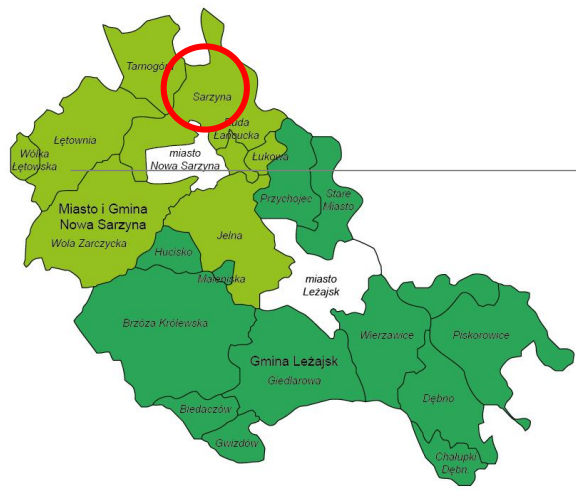 Tarnogóra
Sarzyna
Ruda
Łańcucka
Łętownia
miasto
Nowa Sarzyna
Łukowa
Wólka
Łętowska
Przychojec
Stare
Miasto
Miasto i Gmina
Nowa Sarzyna
Wola Zarczycka
Jelna
Hucisko
Maleniska
miasto
Leżajsk
Brzóza Królewska
Wierzawice
Piskorowice
Gmina Leżajsk
Giedlarowa
Dębno
Biedaczów
Gwizdów
Chałupki
Dębn.